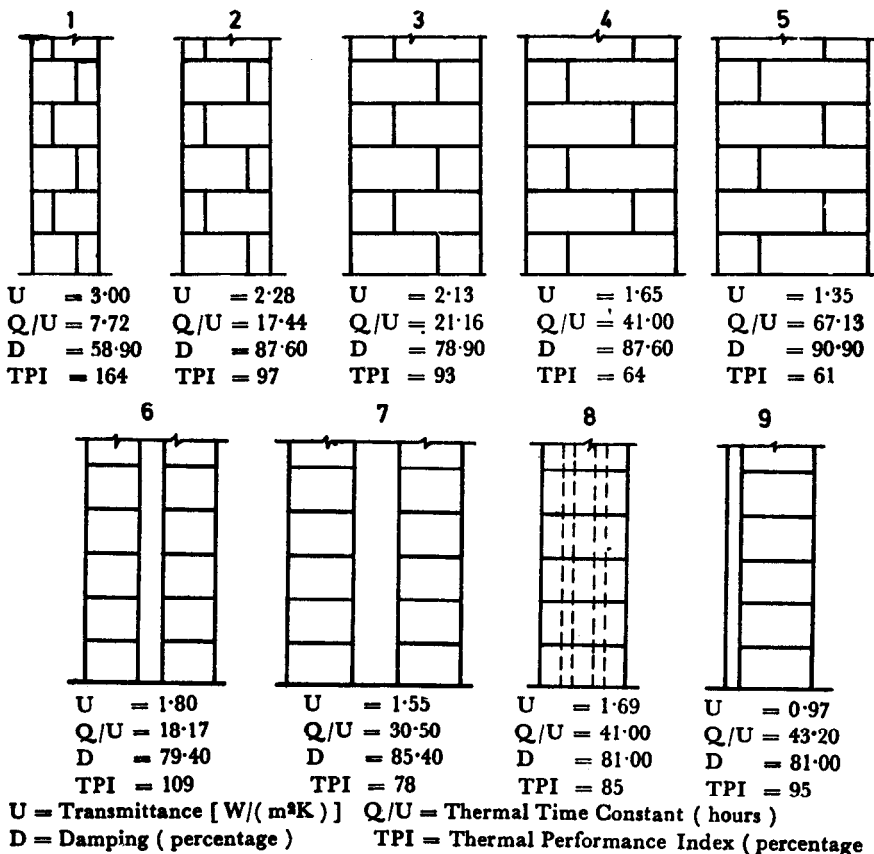 1 2 3 4 5
U = 3·00 U = 2·28 U = 2·13 U = 1·65 U = 1·35
Q/U = 7·72 Q/U = 17·44 Q/U = 21·16 Q/U = 41·00 Q/U = 67·13
D = 58·90 D = 87·60 D = 78·90 D = 87·60 D = 90·90
TPI = 164 TPI = 97 TPI = 93 TPI = 64 TPI = 61
6 7 8 9
U = 1·80 U = 1·55 U = 1·69 U = 0·97
Q/U = 18·17 Q/U = 30·50 Q/U = 41·00 Q/U = 43·20
D = 79·40 D = 85·40 D = 81·00 D = 81·00
TPI = 109 TPI = 78 TPI = 85 TPI = 95
U = Transmittance [ W/( m²K ) ] Q/U = Thermal Time Constant ( hours )
D = Damping ( percentage ) TPI = Thermal Performance Index ( percentage